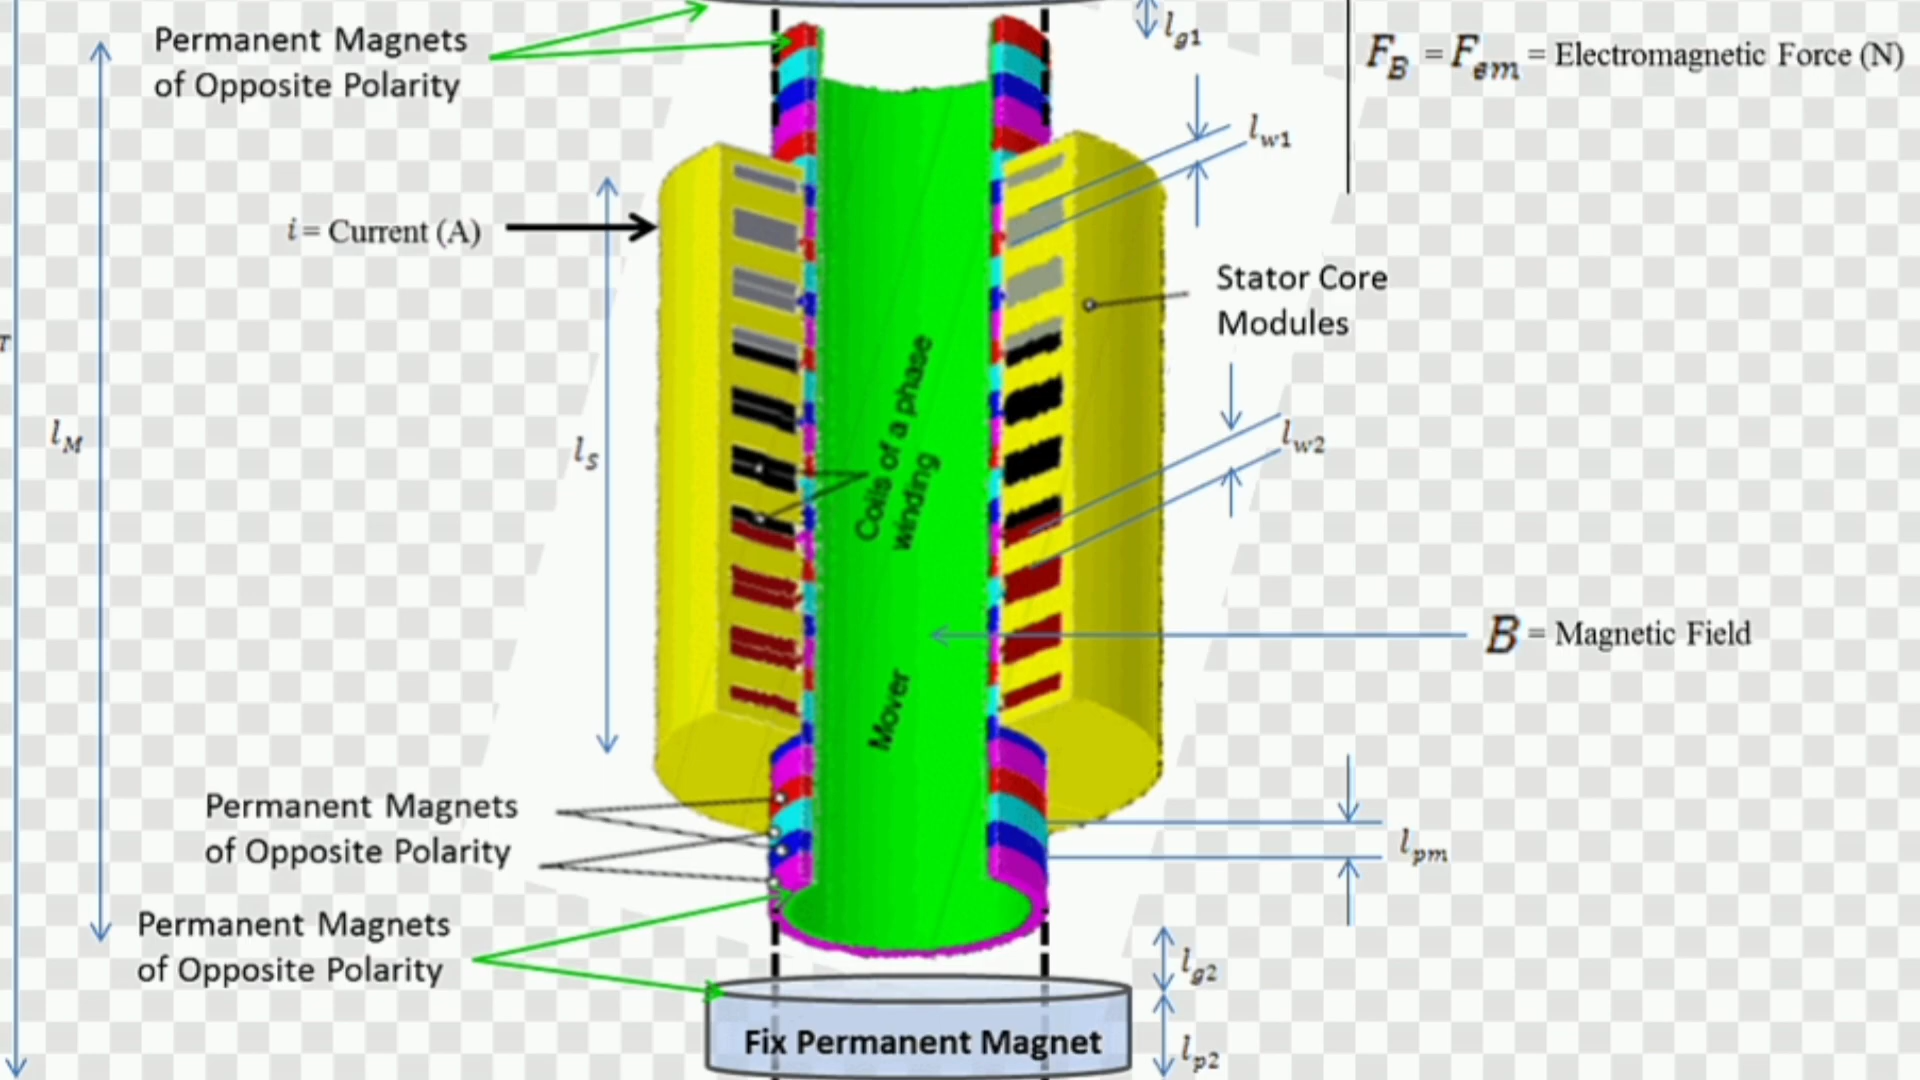 Permanent Magnets
of Opposite Polarity
l_g1
F_B = F_em = Electromagnetic Force (N)
l_w1
i = Current (A)
Stator Core
Modules
T
l_M
l_S
Coils of a phase
winding
l_w2
B = Magnetic Field
Mover
Permanent Magnets
of Opposite Polarity
l_pm
Permanent Magnets
of Opposite Polarity
l_g2
Fix Permanent Magnet
l_p2